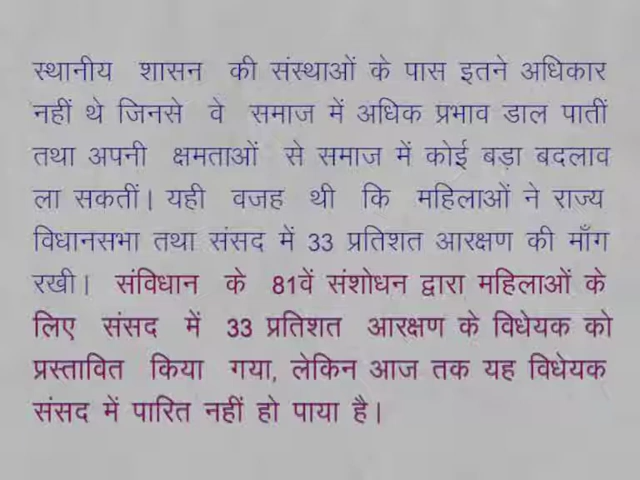 स्थानीय शासन की संस्थाओं के पास इतने अधिकार
नहीं थे जिनसे वे समाज में अधिक प्रभाव डाल पातीं
तथा अपनी क्षमताओं से समाज में कोई बड़ा बदलाव
ला सकतीं। यही वजह थी कि महिलाओं ने राज्य
विधानसभा तथा संसद में 33 प्रतिशत आरक्षण की माँग
रखी। संविधान के 81वें संशोधन द्वारा महिलाओं के
लिए संसद में 33 प्रतिशत आरक्षण के विधेयक को
प्रस्तावित किया गया, लेकिन आज तक यह विधेयक
संसद में पारित नहीं हो पाया है।